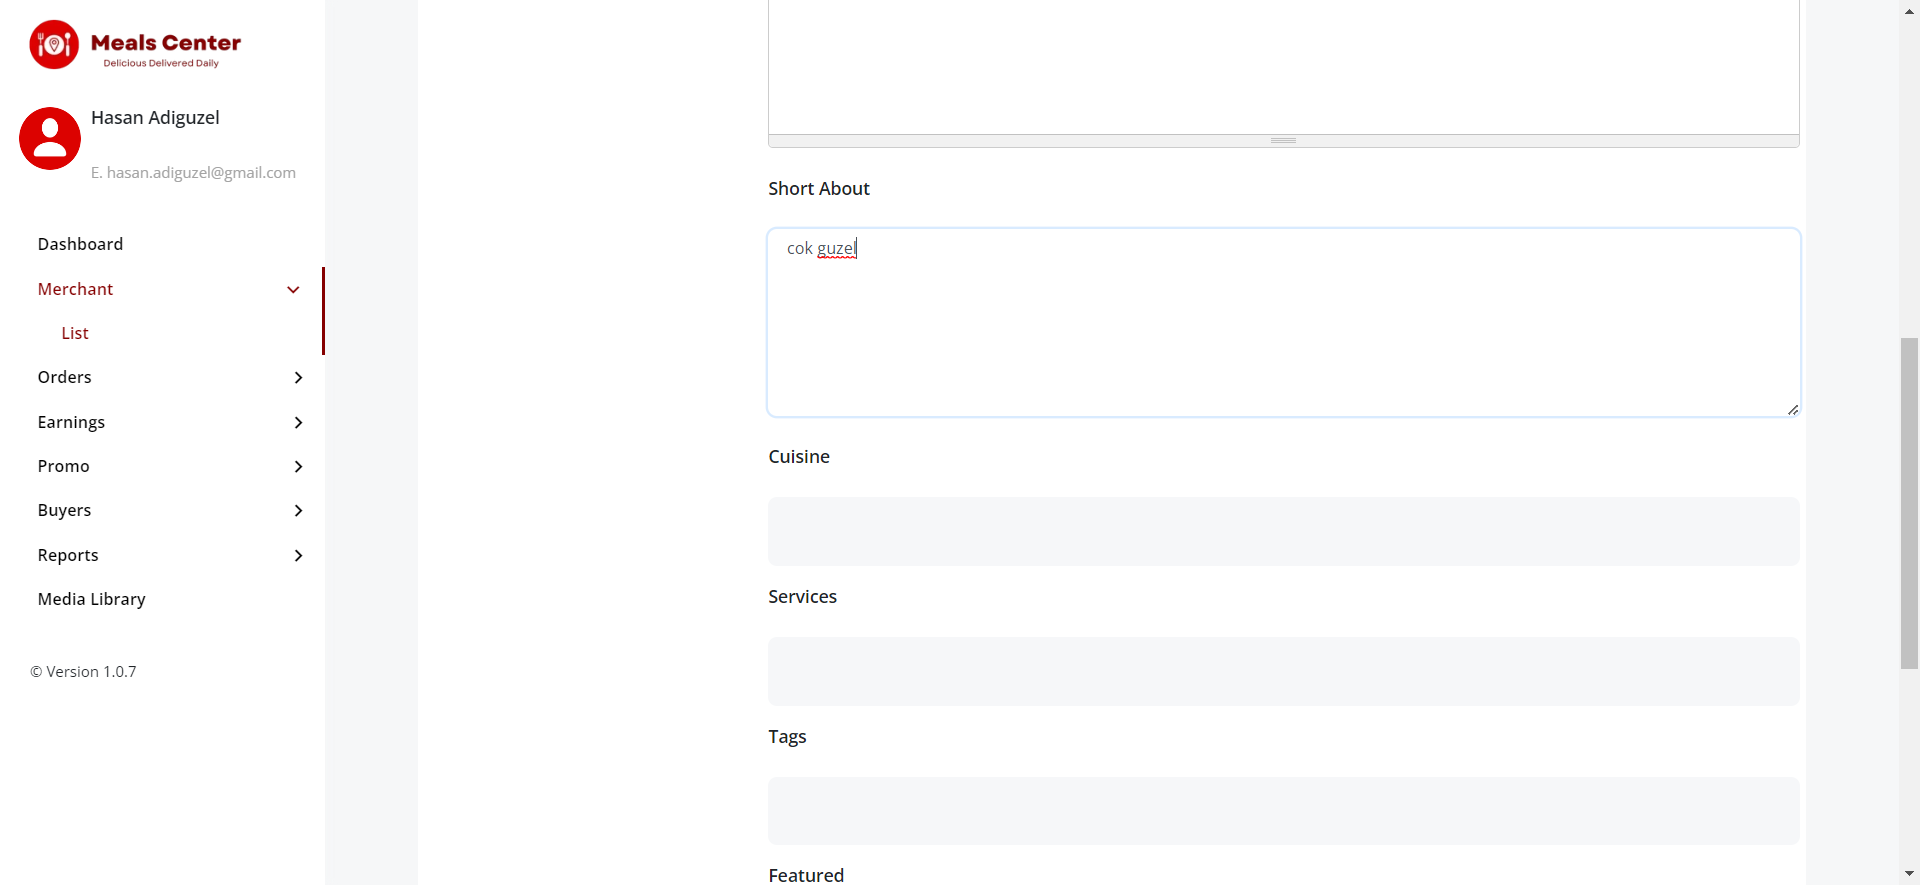 Meals Center
Delicious Delivered Daily
Hasan Adiguzel
E. hasan.adiguzel@gmail.com
Dashboard
Merchant
List
Orders
Earnings
Promo
Buyers
Reports
Media Library
© Version 1.0.7
Short About
cok guzel
Cuisine
Services
Tags
Featured